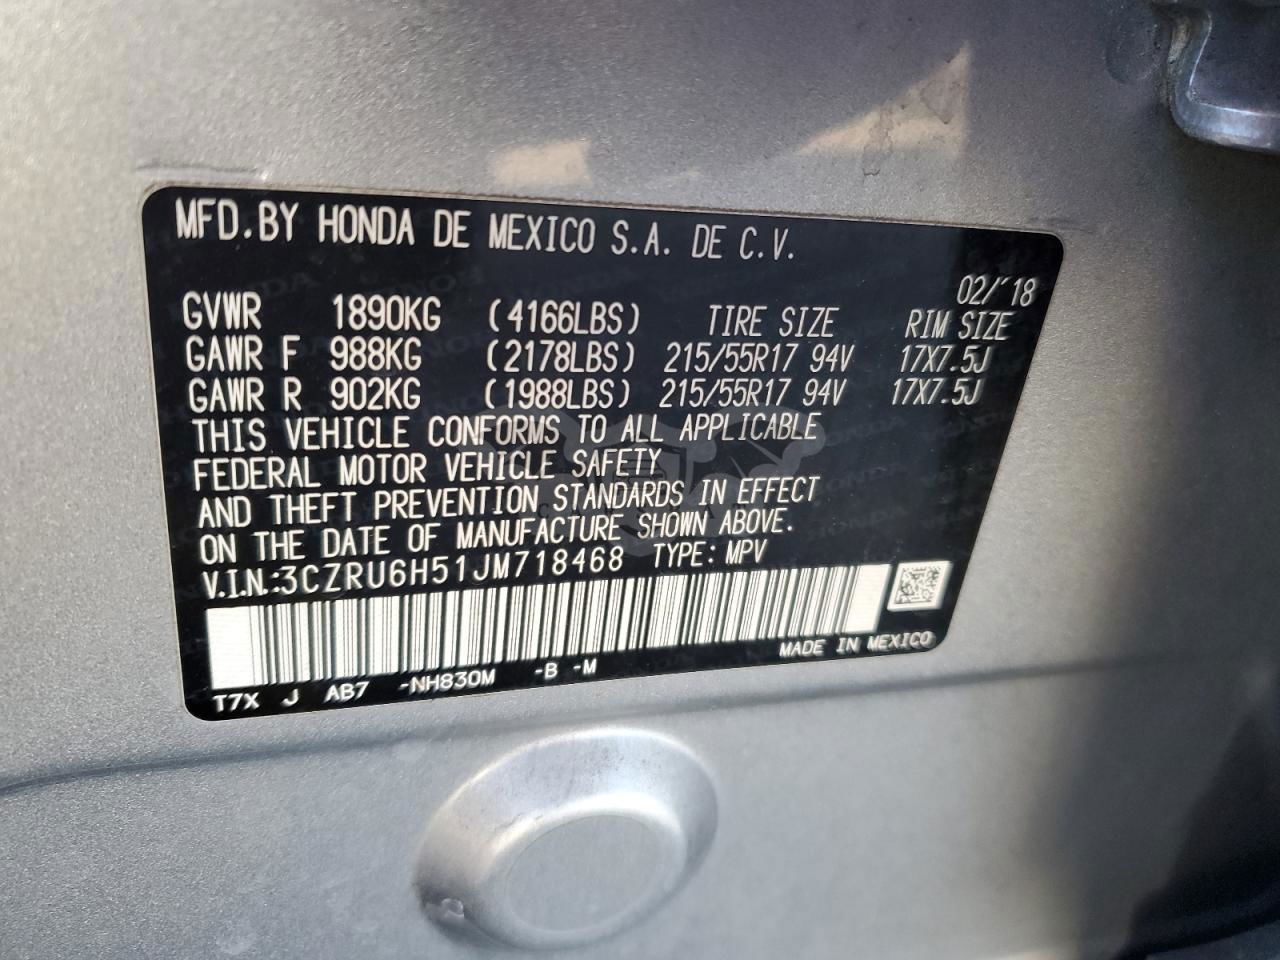 MFD.BY HONDA DE MEXICO S.A. DE C.V.
02/'18
GVWR 1890KG (4166LBS) TIRE SIZE RIM SIZE
GAWR F 988KG (2178LBS) 215/55R17 94V 17X7.5J
GAWR R 902KG (1988LBS) 215/55R17 94V 17X7.5J
THIS VEHICLE CONFORMS TO ALL APPLICABLE
FEDERAL MOTOR VEHICLE SAFETY
AND THEFT PREVENTION STANDARDS IN EFFECT
ON THE DATE OF MANUFACTURE SHOWN ABOVE.
V.I.N.:3CZRU6H51JM718468 TYPE: MPV
MADE IN MEXICO
T7X J AB7 -NH830M -B -M